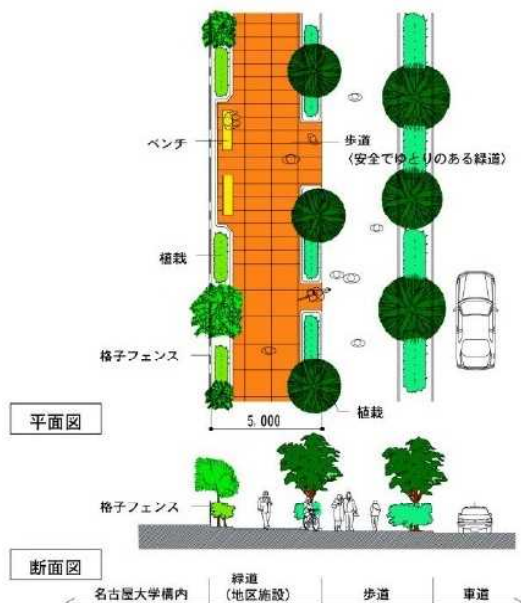 ベンチ
歩道
(安全でゆとりのある緑道)
植栽
格子フェンス
植栽
平面図
5,000
格子フェンス
断面図
名古屋大学構内
緑道
(地区施設)
歩道
車道